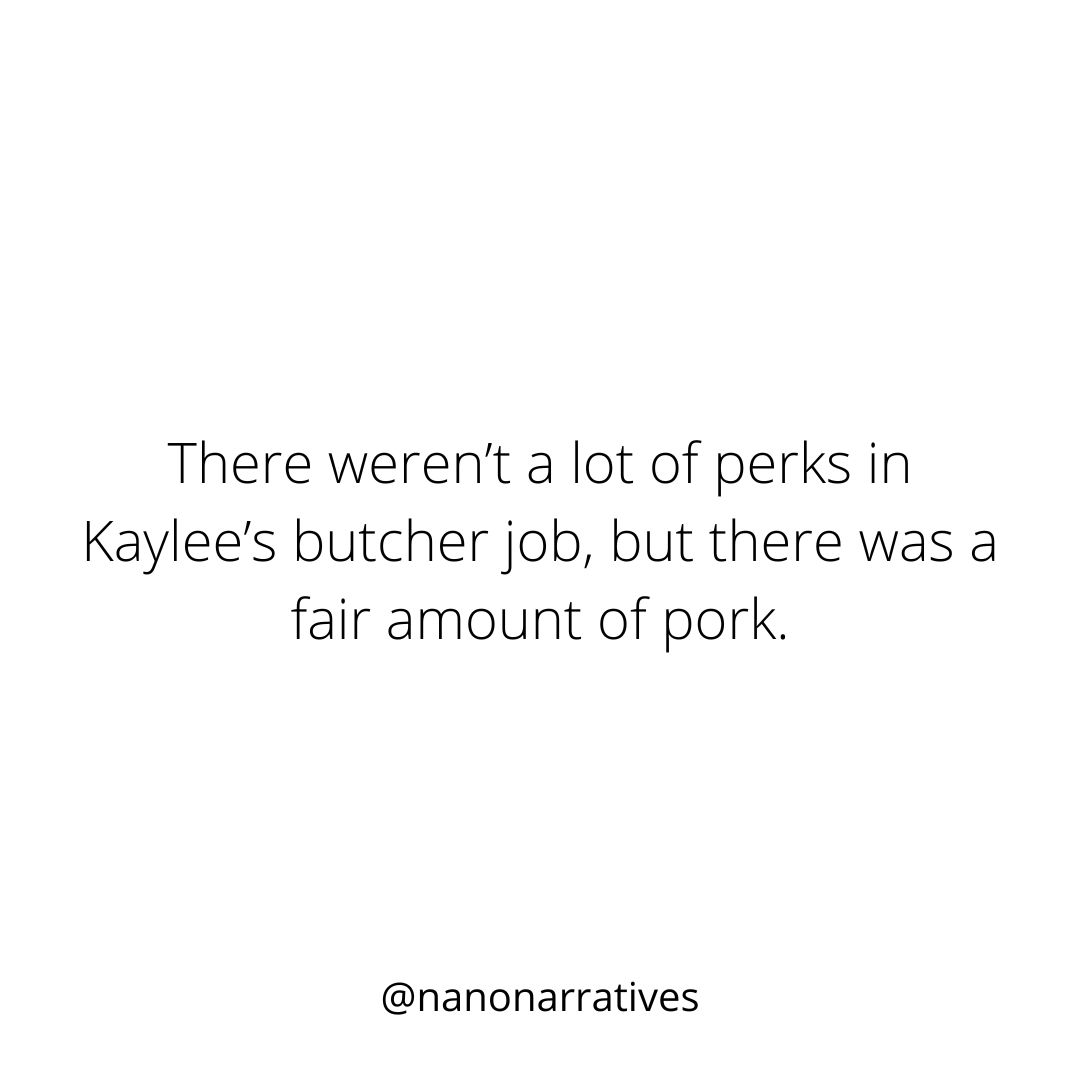 There weren’t a lot of perks in
Kaylee’s butcher job, but there was a
fair amount of pork.
@nanonarratives